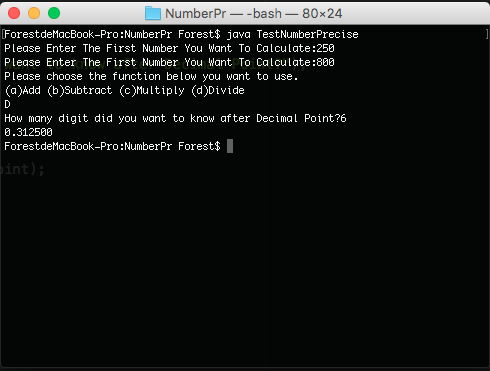 NumberPr — -bash — 80×24
[ForestdeMacBook-Pro:NumberPr Forest$ java TestNumberPrecise ]
Please Enter The First Number You Want To Calculate:250
Please Enter The First Number You Want To Calculate:800
Please choose the function below you want to use.
(a)Add (b)Subtract (c)Multiply (d)Divide
D
How many digit did you want to know after Decimal Point?6
0.312500
ForestdeMacBook-Pro:NumberPr Forest$
oint);